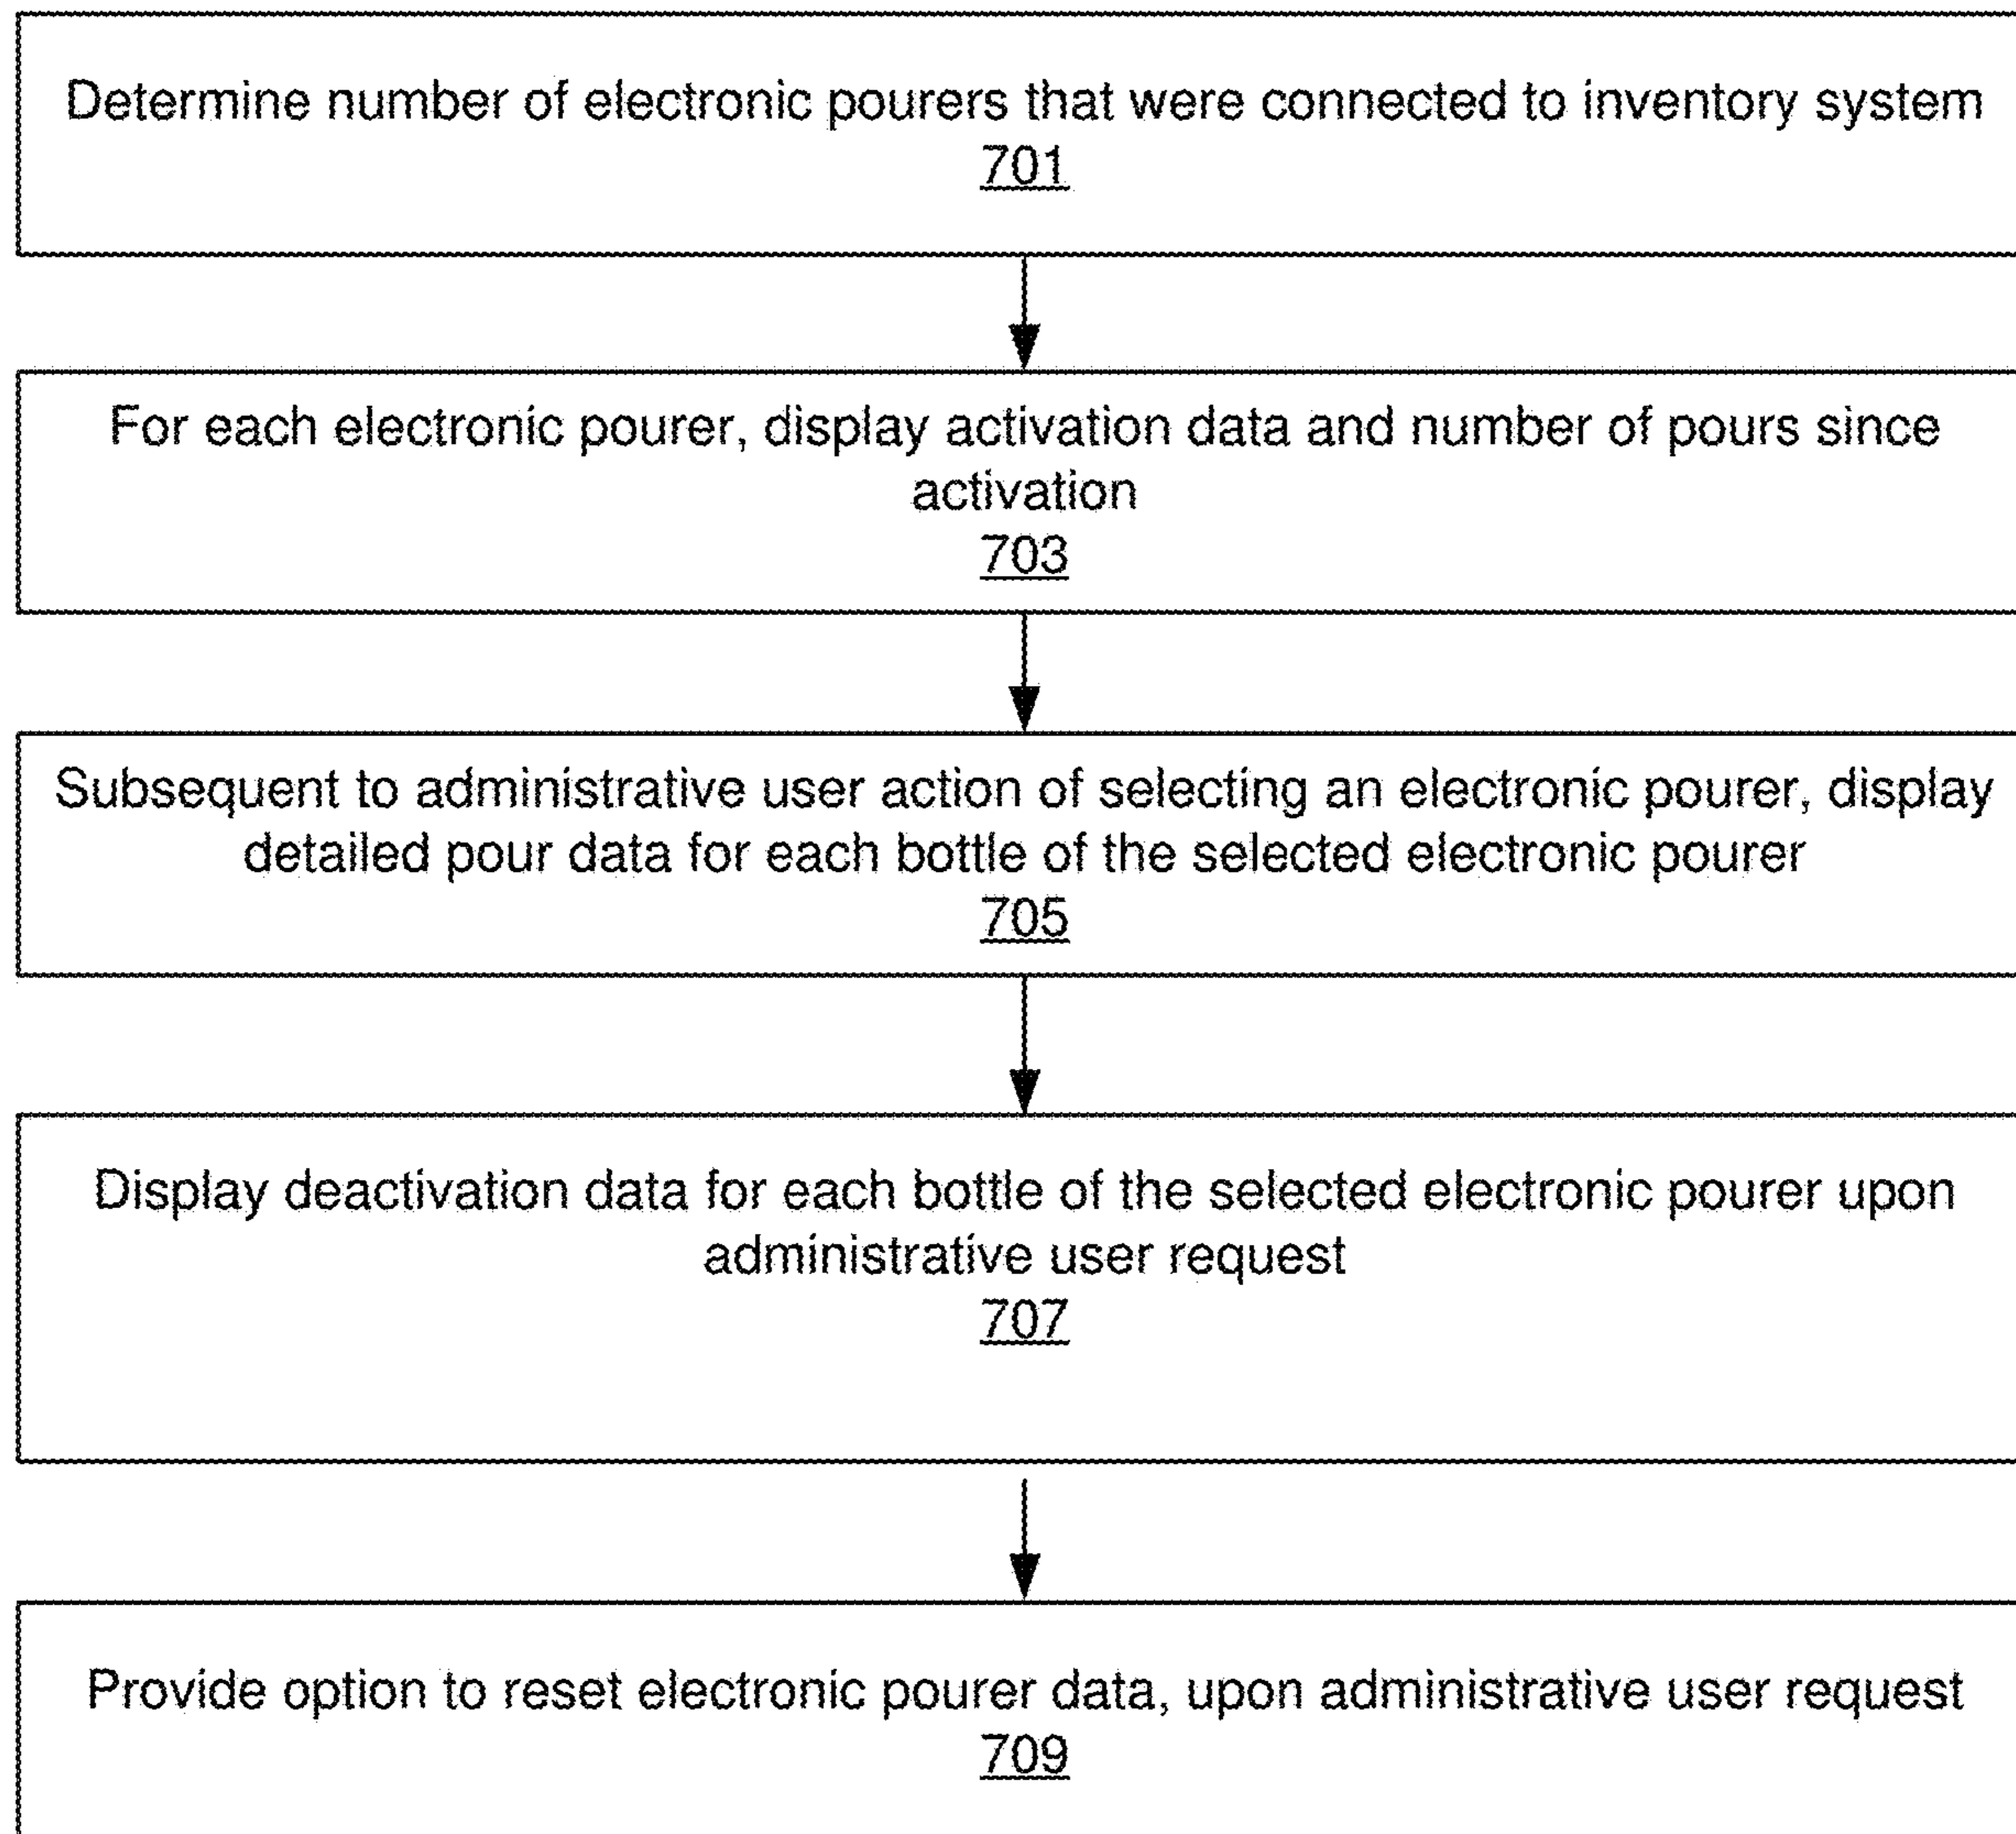 Determine number of electronic pourers that were connected to inventory system
701
For each electronic pourer, display activation data and number of pours since
activation
703
Subsequent to administrative user action of selecting an electronic pourer, display
detailed pour data for each bottle of the selected electronic pourer
705
Display deactivation data for each bottle of the selected electronic pourer upon
administrative user request
707
Provide option to reset electronic pourer data, upon administrative user request
709